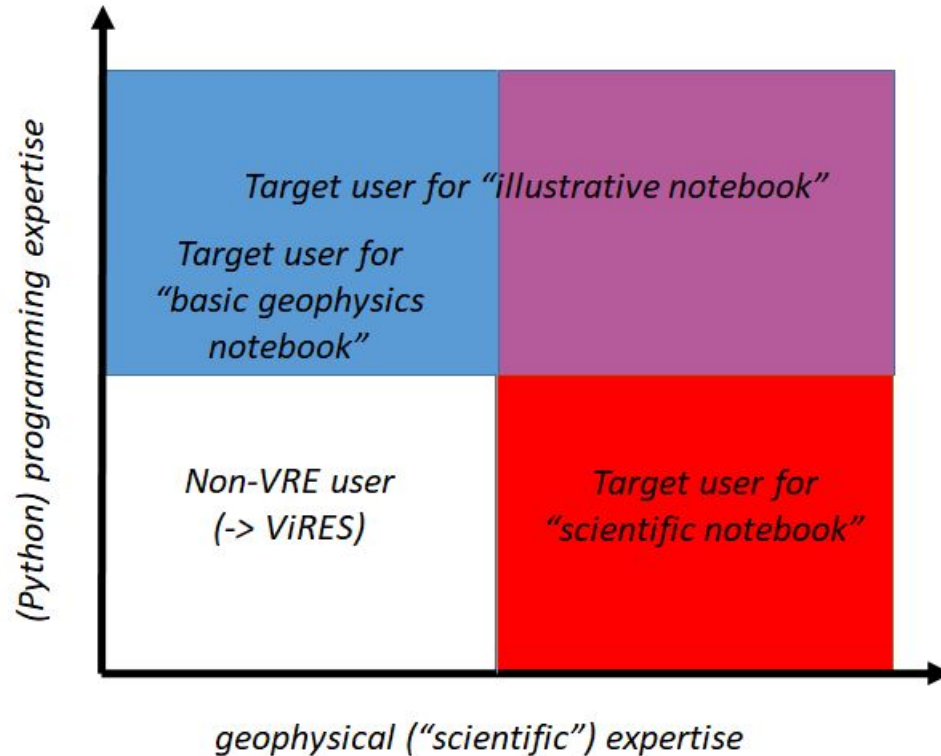 (Python) programming expertise
Target user for “illustrative notebook”
Target user for
“basic geophysics
notebook”
Non-VRE user
(-> ViRES)
Target user for
“scientific notebook”
geophysical (“scientific”) expertise